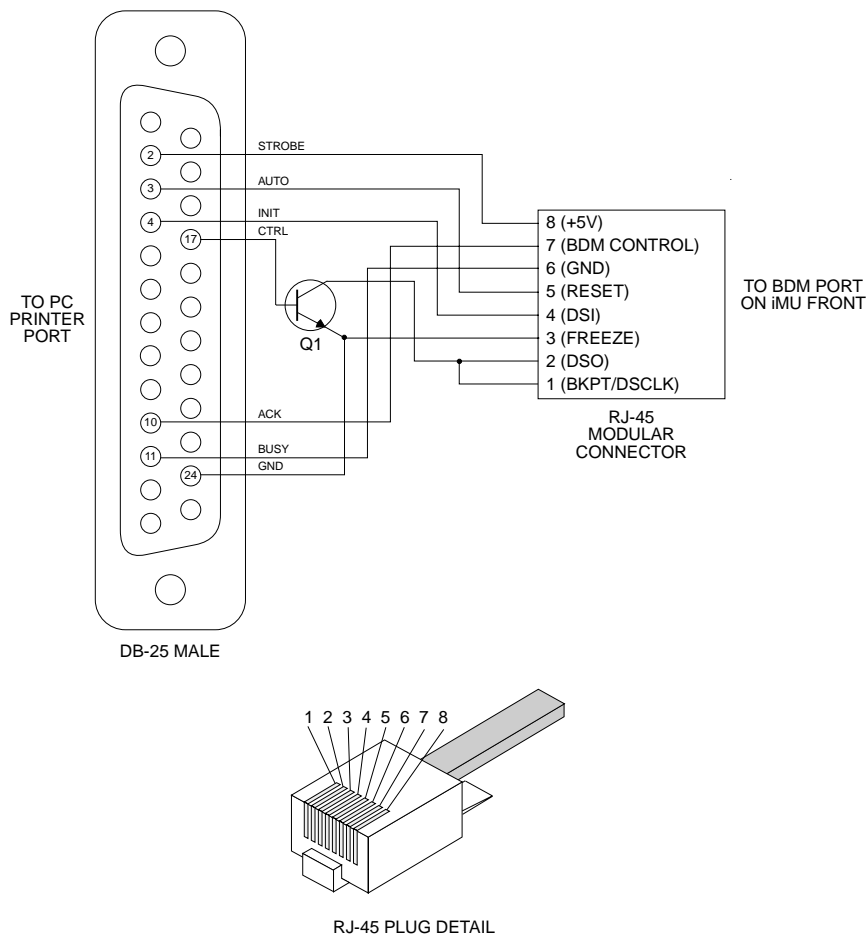 STROBE
2
AUTO
3
INIT
4
CTRL
17
8 (+5V)
7 (BDM CONTROL)
6 (GND)
5 (RESET)
4 (DSI)
3 (FREEZE)
2 (DSO)
1 (BKPT/DSCLK)
TO PC
PRINTER
PORT
TO BDM PORT
ON iMU FRONT
Q1
ACK
10
BUSY
11
GND
24
RJ-45
MODULAR
CONNECTOR
DB-25 MALE
1 2 3 4 5 6 7 8
RJ-45 PLUG DETAIL